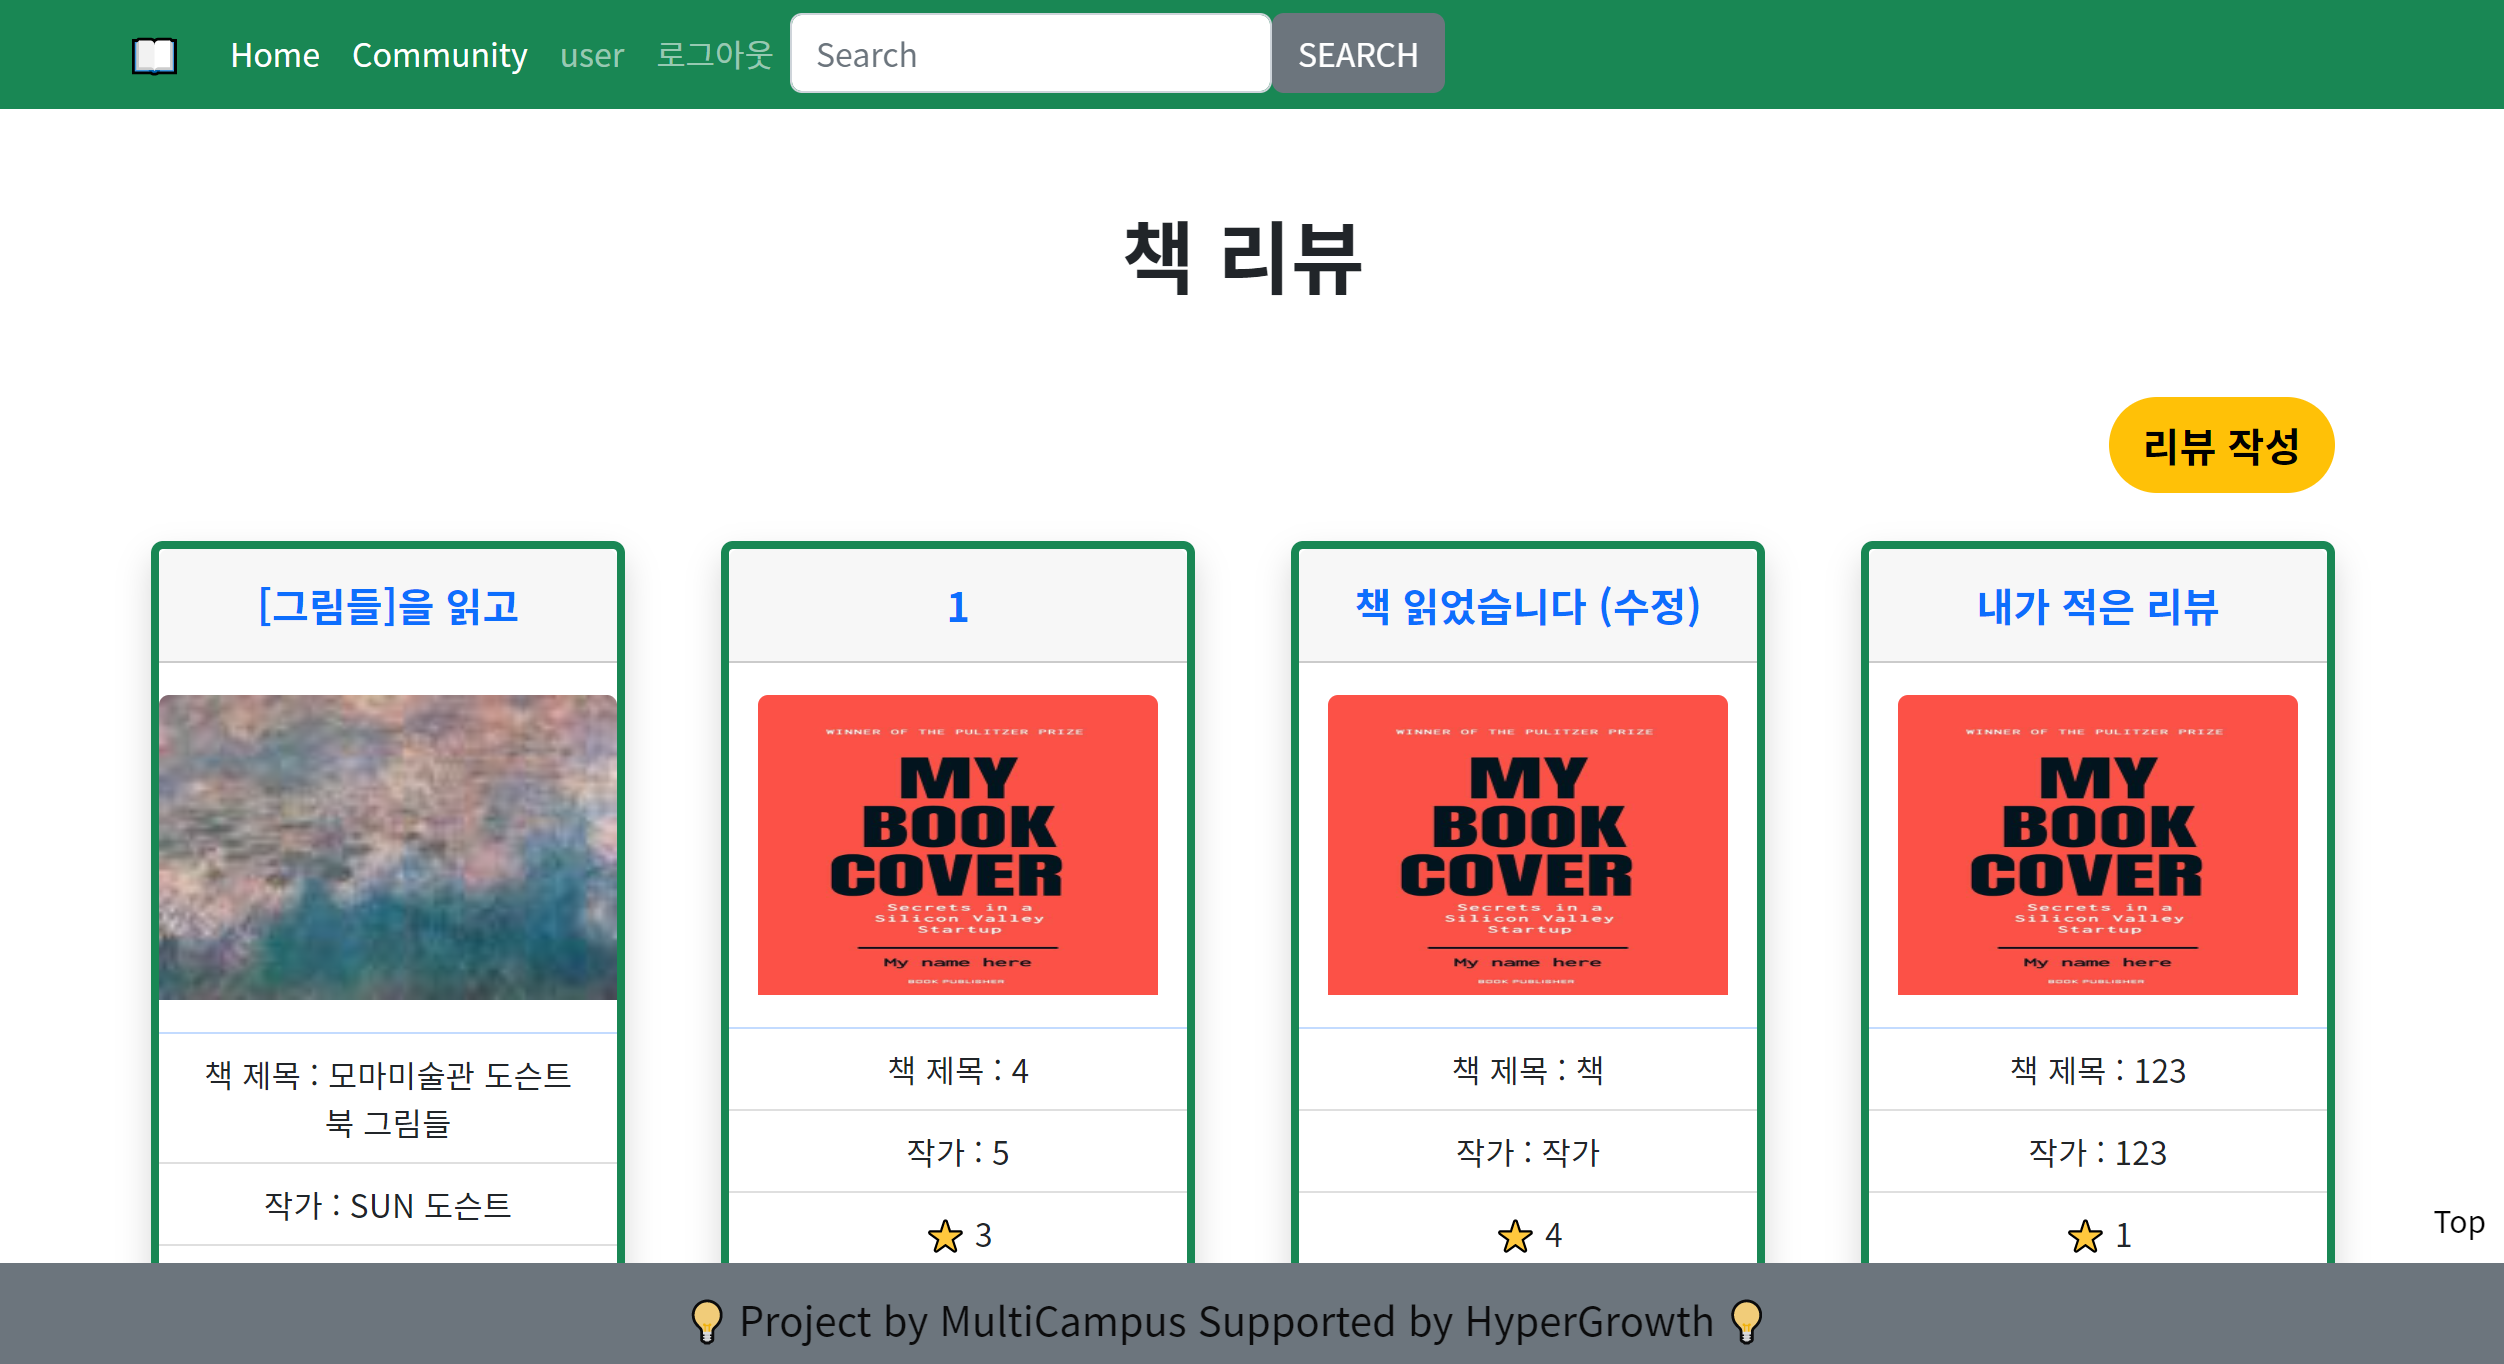 Home Community user 로그아웃 Search SEARCH
책 리뷰
리뷰 작성
[그림들]을 읽고
책 제목 : 모마미술관 도슨트
북 그림들
작가 : SUN 도슨트
1
WINNER OF THE PULITZER PRIZE
MY
BOOK
COVER
Secrets in a
Silicon Valley
Startup
My name here
BOOK PUBLISHER
책 제목 : 4
작가 : 5
3
책 읽었습니다 (수정)
WINNER OF THE PULITZER PRIZE
MY
BOOK
COVER
Secrets in a
Silicon Valley
Startup
My name here
BOOK PUBLISHER
책 제목 : 책
작가 : 작가
4
내가 적은 리뷰
WINNER OF THE PULITZER PRIZE
MY
BOOK
COVER
Secrets in a
Silicon Valley
Startup
My name here
BOOK PUBLISHER
책 제목 : 123
작가 : 123
1
Top
Project by MultiCampus Supported by HyperGrowth